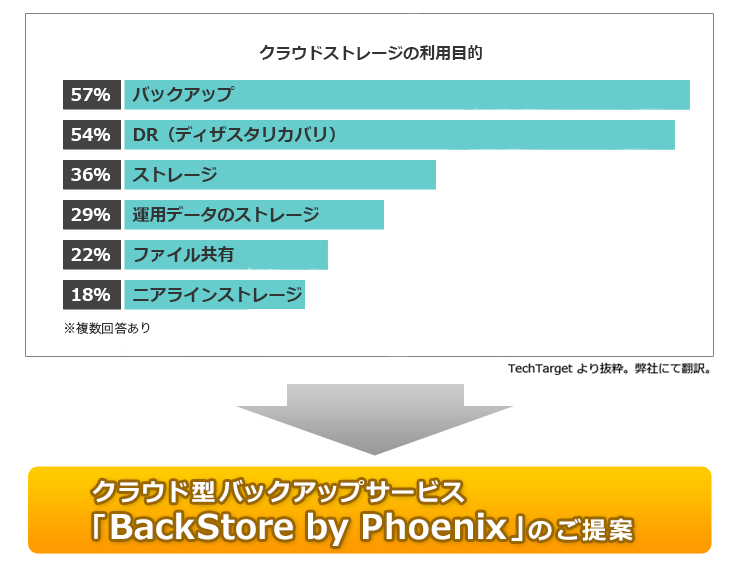 クラウドストレージの利用目的
57% バックアップ
54% DR（ディザスタリカバリ）
36% ストレージ
29% 運用データのストレージ
22% ファイル共有
18% ニアラインストレージ
※複数回答あり
TechTarget より抜粋。弊社にて翻訳。
クラウド型バックアップサービス
「BackStore by Phoenix」のご提案